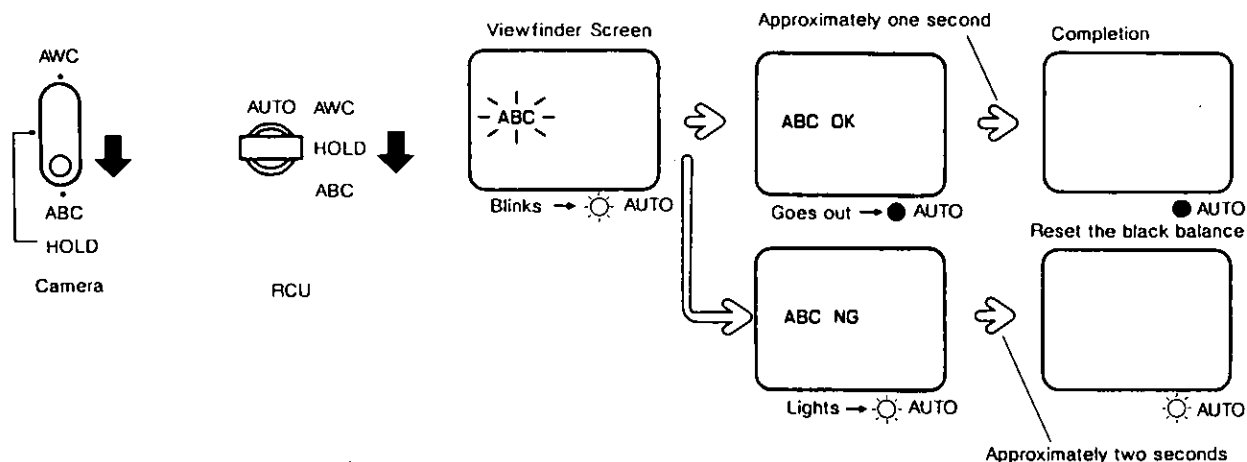 AWC
ABC
HOLD
Camera
AUTO AWC
HOLD
ABC
RCU
Viewfinder Screen
ABC
Blinks → AUTO
Approximately one second
ABC OK
Goes out → ● AUTO
Completion
● AUTO
Reset the black balance
ABC NG
Lights → AUTO
AUTO
Approximately two seconds